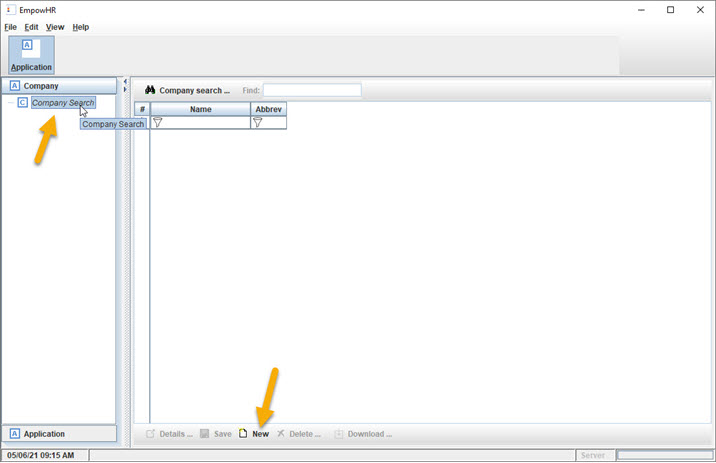 EmpowHR
File Edit View Help
A
Application
A Company
C Company Search
Company Search
Company search ... Find:
# Name Abbrev
Details ... Save New Delete ... Download ...
A Application
05/06/21 09:15 AM Server